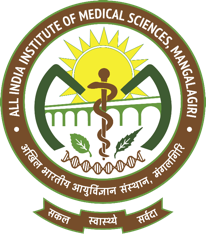 • ALL INDIA INSTITUTE OF MEDICAL SCIENCES, MANGALAGIRI •
अखिल भारतीय आयुर्विज्ञान संस्थान, मंगलगिरि
सकल स्वास्थ्ये सर्वदा